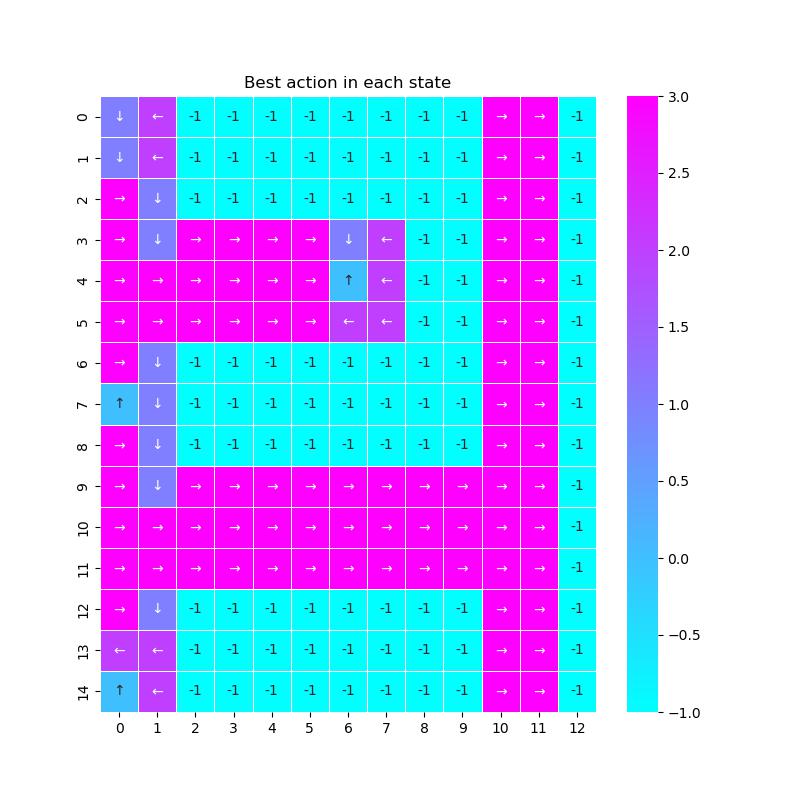 Best action in each state
0 ↓ ← -1 -1 -1 -1 -1 -1 -1 -1 → → -1
1 ↓ ← -1 -1 -1 -1 -1 -1 -1 -1 → → -1
2 → ↓ -1 -1 -1 -1 -1 -1 -1 -1 → → -1
3 → ↓ → → → → ↓ ← -1 -1 → → -1
4 → → → → → → ↑ ← -1 -1 → → -1
5 → → → → → → ← ← -1 -1 → → -1
6 → ↓ -1 -1 -1 -1 -1 -1 -1 -1 → → -1
7 ↑ ↓ -1 -1 -1 -1 -1 -1 -1 -1 → → -1
8 → ↓ -1 -1 -1 -1 -1 -1 -1 -1 → → -1
9 → ↓ → → → → → → → → → → -1
10 → → → → → → → → → → → → -1
11 → → → → → → → → → → → → -1
12 → ↓ -1 -1 -1 -1 -1 -1 -1 -1 → → -1
13 ← ← -1 -1 -1 -1 -1 -1 -1 -1 → → -1
14 ↑ ← -1 -1 -1 -1 -1 -1 -1 -1 → → -1
0 1 2 3 4 5 6 7 8 9 10 11 12
3.0
2.5
2.0
1.5
1.0
0.5
0.0
−0.5
−1.0